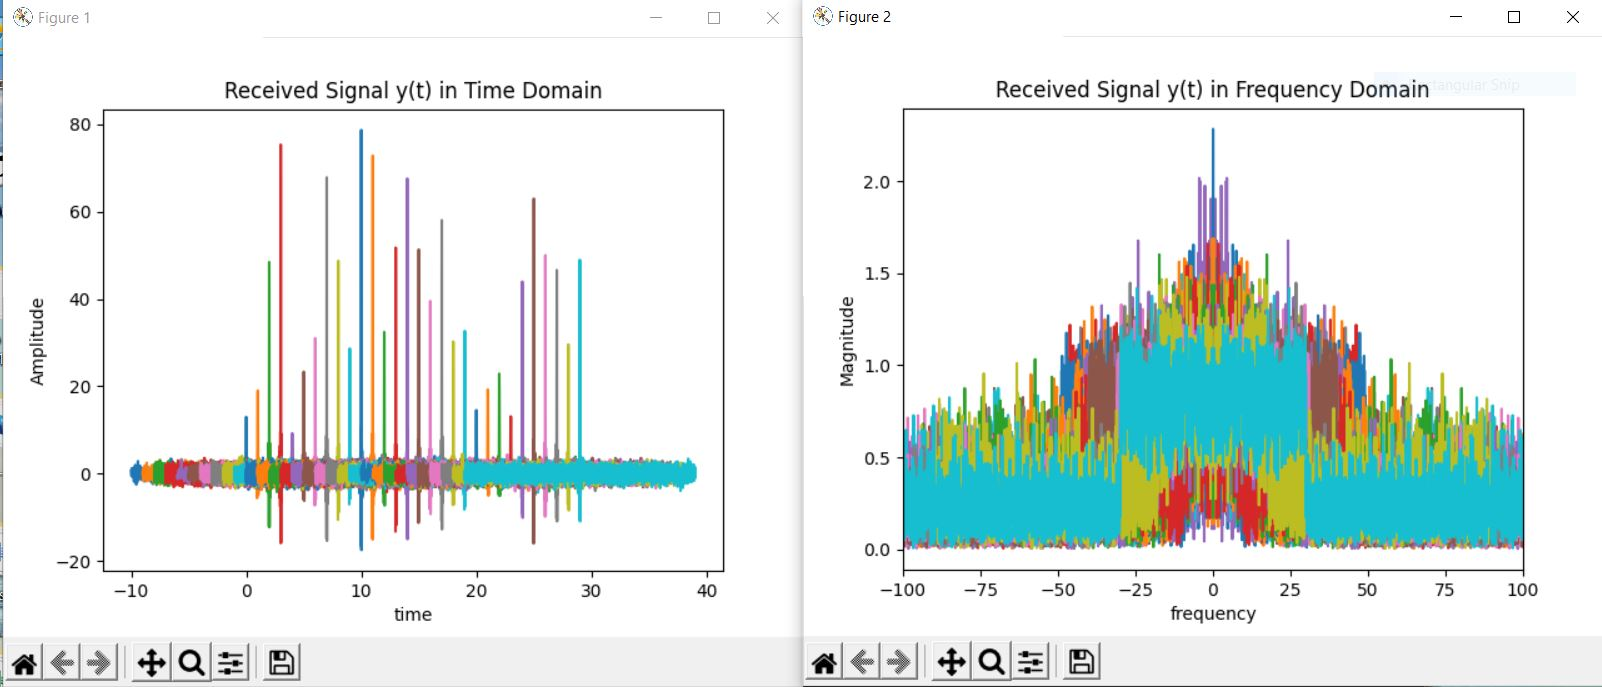 Figure 1
Received Signal y(t) in Time Domain
80
60
40
20
0
−20
Amplitude
−10 0 10 20 30 40
time
Figure 2
Rectangular Snip
Received Signal y(t) in Frequency Domain
2.0
1.5
1.0
0.5
0.0
Magnitude
−100 −75 −50 −25 0 25 50 75 100
frequency